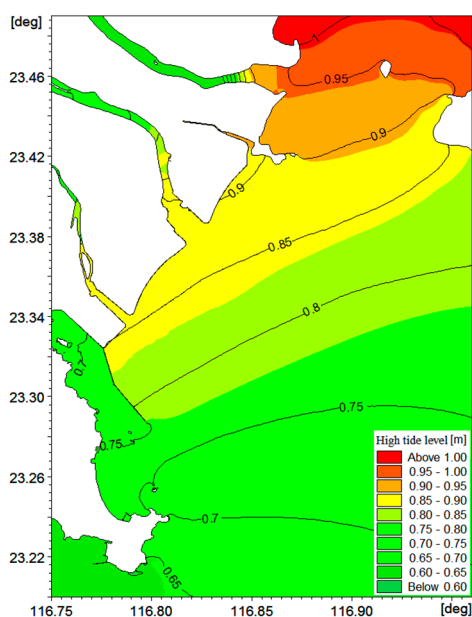 [deg]
23.46
23.42
23.38
23.34
23.30
23.26
23.22
1
0.95
0.9
0.9
0.85
0.8
0.7
0.75
0.75
0.7
0.65
High tide level [m]
Above 1.00
0.95 - 1.00
0.90 - 0.95
0.85 - 0.90
0.80 - 0.85
0.75 - 0.80
0.70 - 0.75
0.65 - 0.70
0.60 - 0.65
Below 0.60
116.75 116.80 116.85 116.90 [deg]